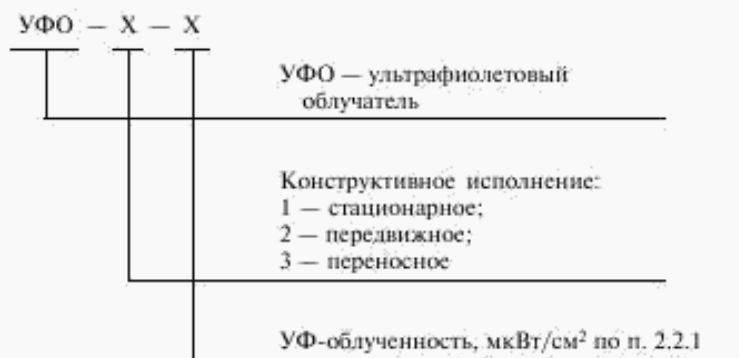 УФО — Х — Х
УФО — ультрафиолетовый
облучатель
Конструктивное исполнение:
1 — стационарное;
2 — передвижное;
3 — переносное
УФ-облученность, мкВт/см² по п. 2.2.1